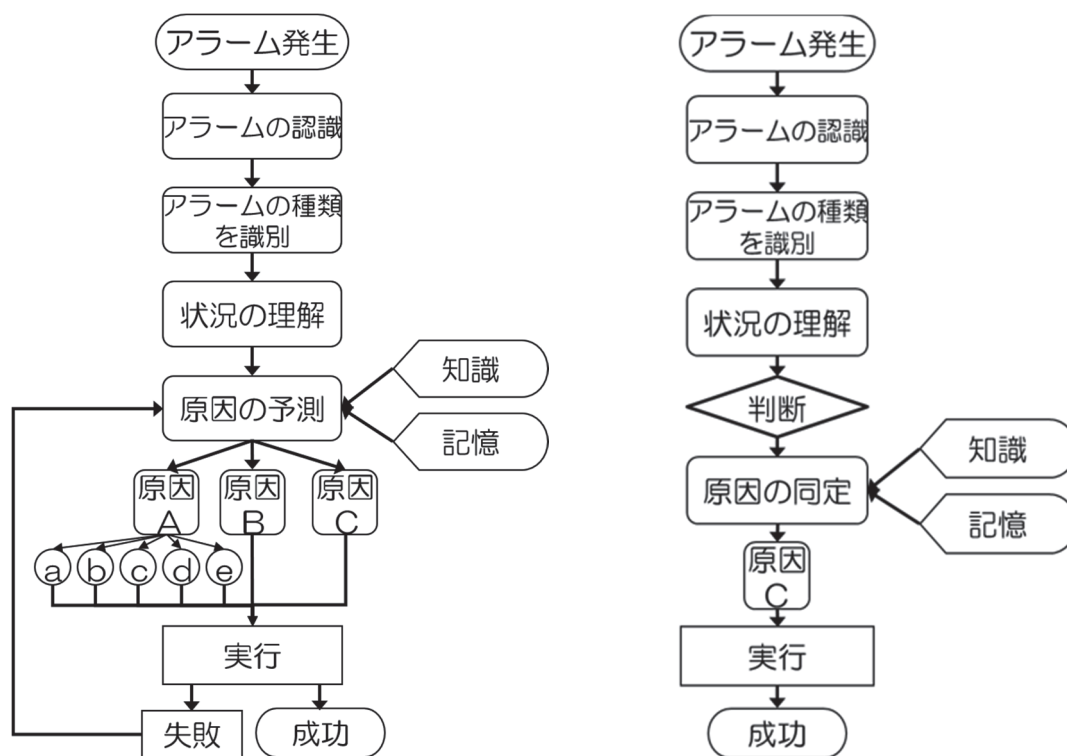 アラーム発生
アラームの認識
アラームの種類
を識別
状況の理解
原因の予測
知識
記憶
原因
A
原因
B
原因
C
a
b
c
d
e
実行
失敗
成功
アラーム発生
アラームの認識
アラームの種類
を識別
状況の理解
判断
原因の同定
知識
記憶
原因
C
実行
成功